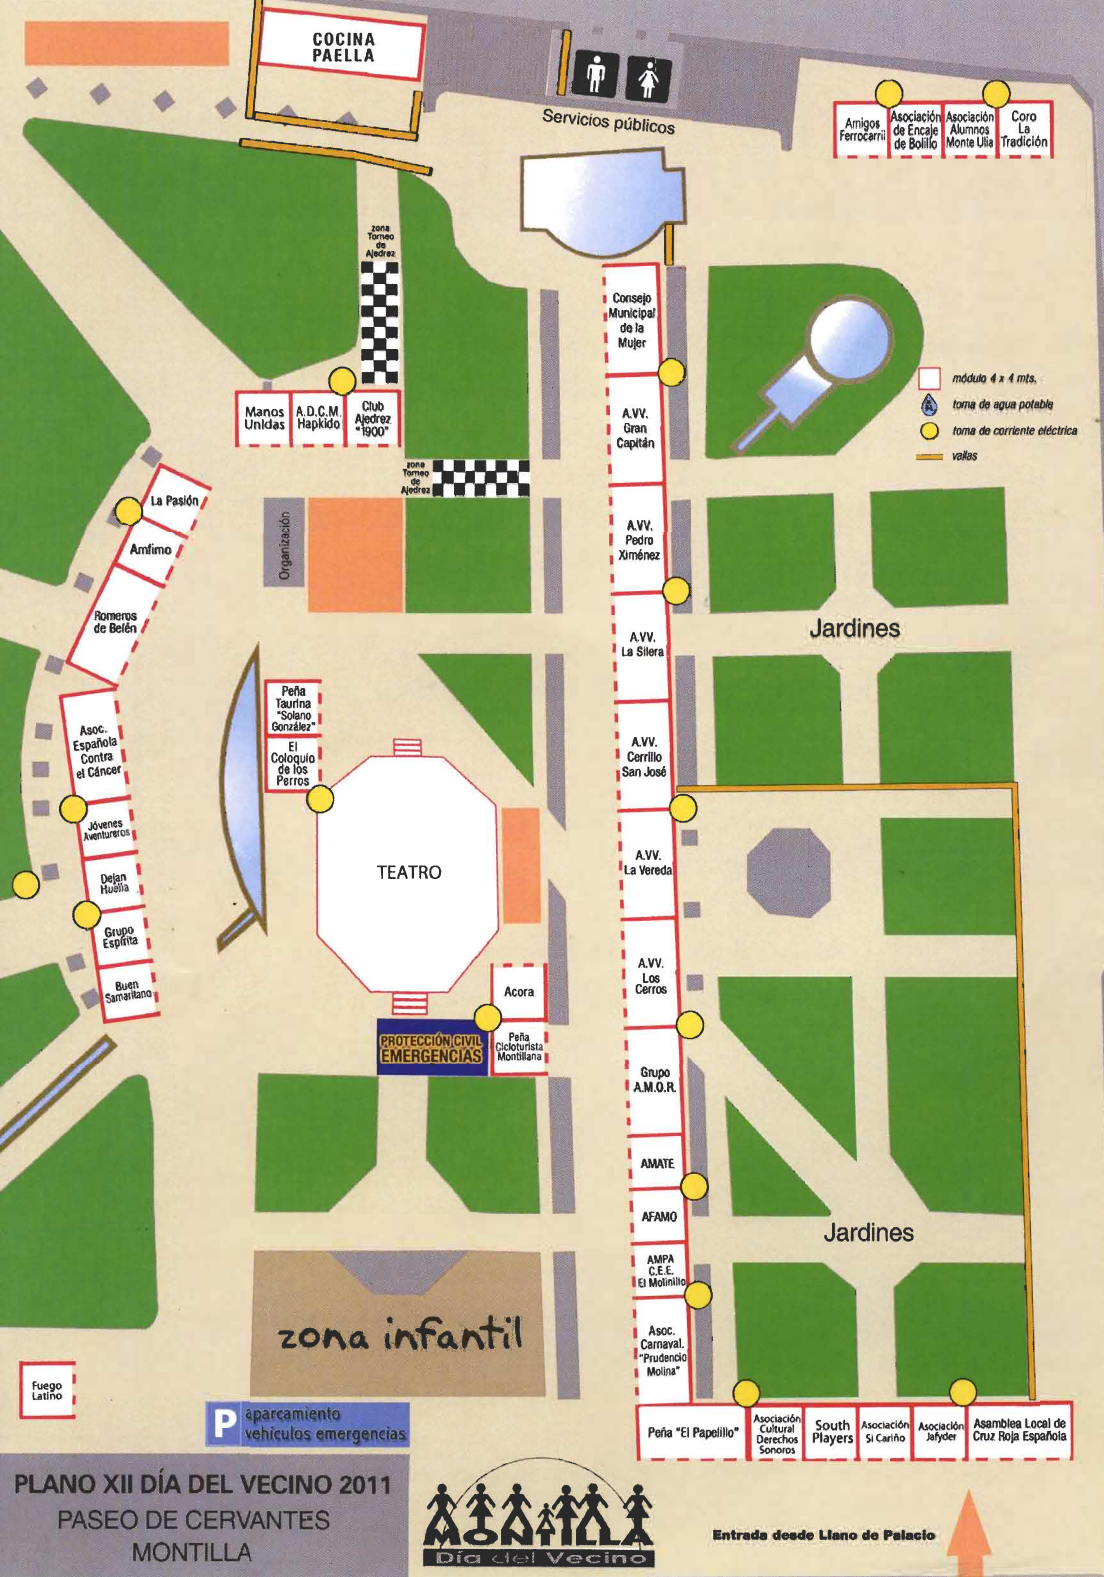 COCINA
PAELLA
Servicios públicos
Amigos
Ferrocarril
Asociación
de Encaje
de Bolillo
Asociación
Alumnos
Monte Ulia
Coro
La
Tradición
zona
Torneo
de
Ajedrez
Consejo
Municipal
de la
Mujer
módulo 4 x 4 mts.
toma de agua potable
toma de corriente eléctrica
vallas
Manos
Unidas
A.D.C.M.
Hapkido
Club
Ajedrez
"1900"
A.VV.
Gran
Capitán
zona
Torneo
de
Ajedrez
La Pasión
Amfimo
Romeros
de Belén
Organización
A.VV.
Pedro
Ximénez
Jardines
A.VV.
La Silera
Peña
Taurina
"Solano
González"
El
Coloquio
de los
Perros
Asoc.
Española
Contra
el Cáncer
A.VV.
Cerrillo
San José
Jóvenes
Aventureros
TEATRO
A.VV.
La Vereda
Dejan
Huella
Grupo
Espírita
Buen
Samaritano
A.VV.
Los
Cerros
Acora
PROTECCIÓN CIVIL
EMERGENCIAS
Peña
Cicloturista
Montillana
Grupo
A.M.O.R.
AMATE
AFAMO
Jardines
AMPA
C.E.E.
El Molinillo
zona infantil
Asoc.
Carnaval.
"Prudencio
Molina"
Fuego
Latino
P aparcamiento
vehículos emergencias
Peña "El Papelillo"
Asociación
Cultural
Derechos
Sonoros
South
Players
Asociación
Si Cariño
Asociación
Jafyder
Asamblea Local de
Cruz Roja Española
PLANO XII DÍA DEL VECINO 2011
PASEO DE CERVANTES
MONTILLA
MONTILLA
Día del Vecino
Entrada desde Llano de Palacio